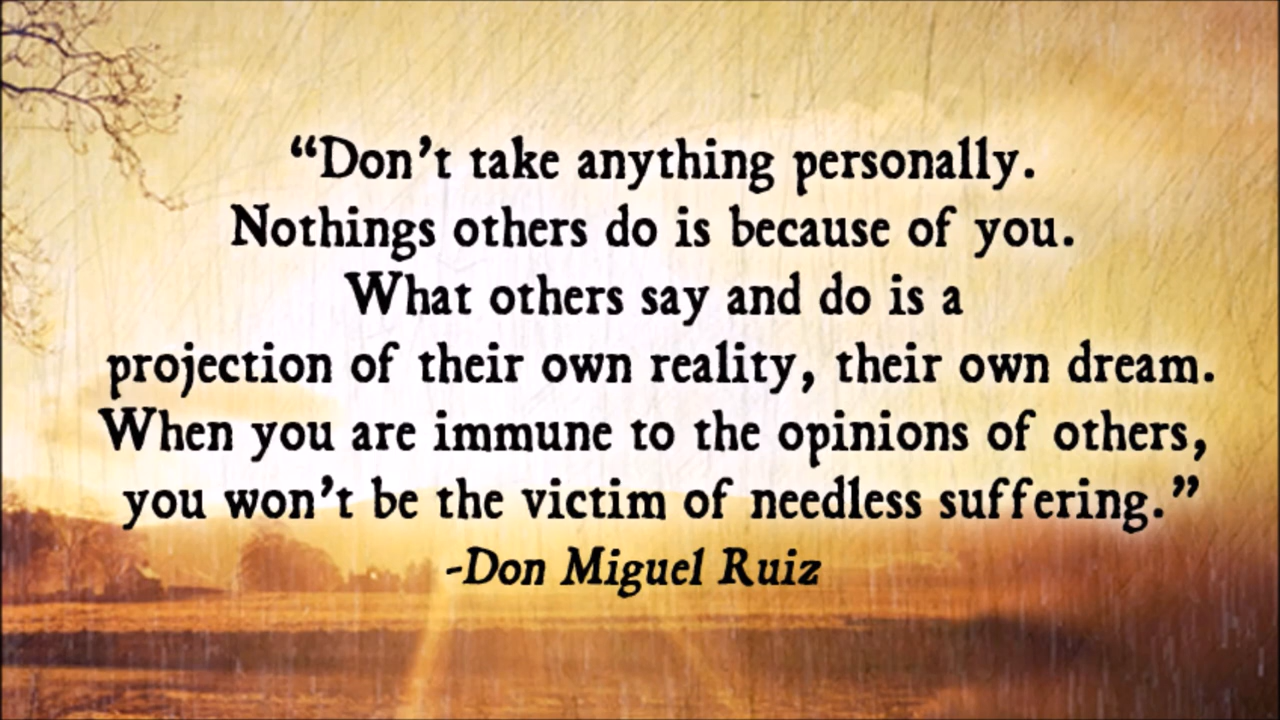 “Don’t take anything personally.
Nothings others do is because of you.
What others say and do is a
projection of their own reality, their own dream.
When you are immune to the opinions of others,
you won’t be the victim of needless suffering.”
-Don Miguel Ruiz